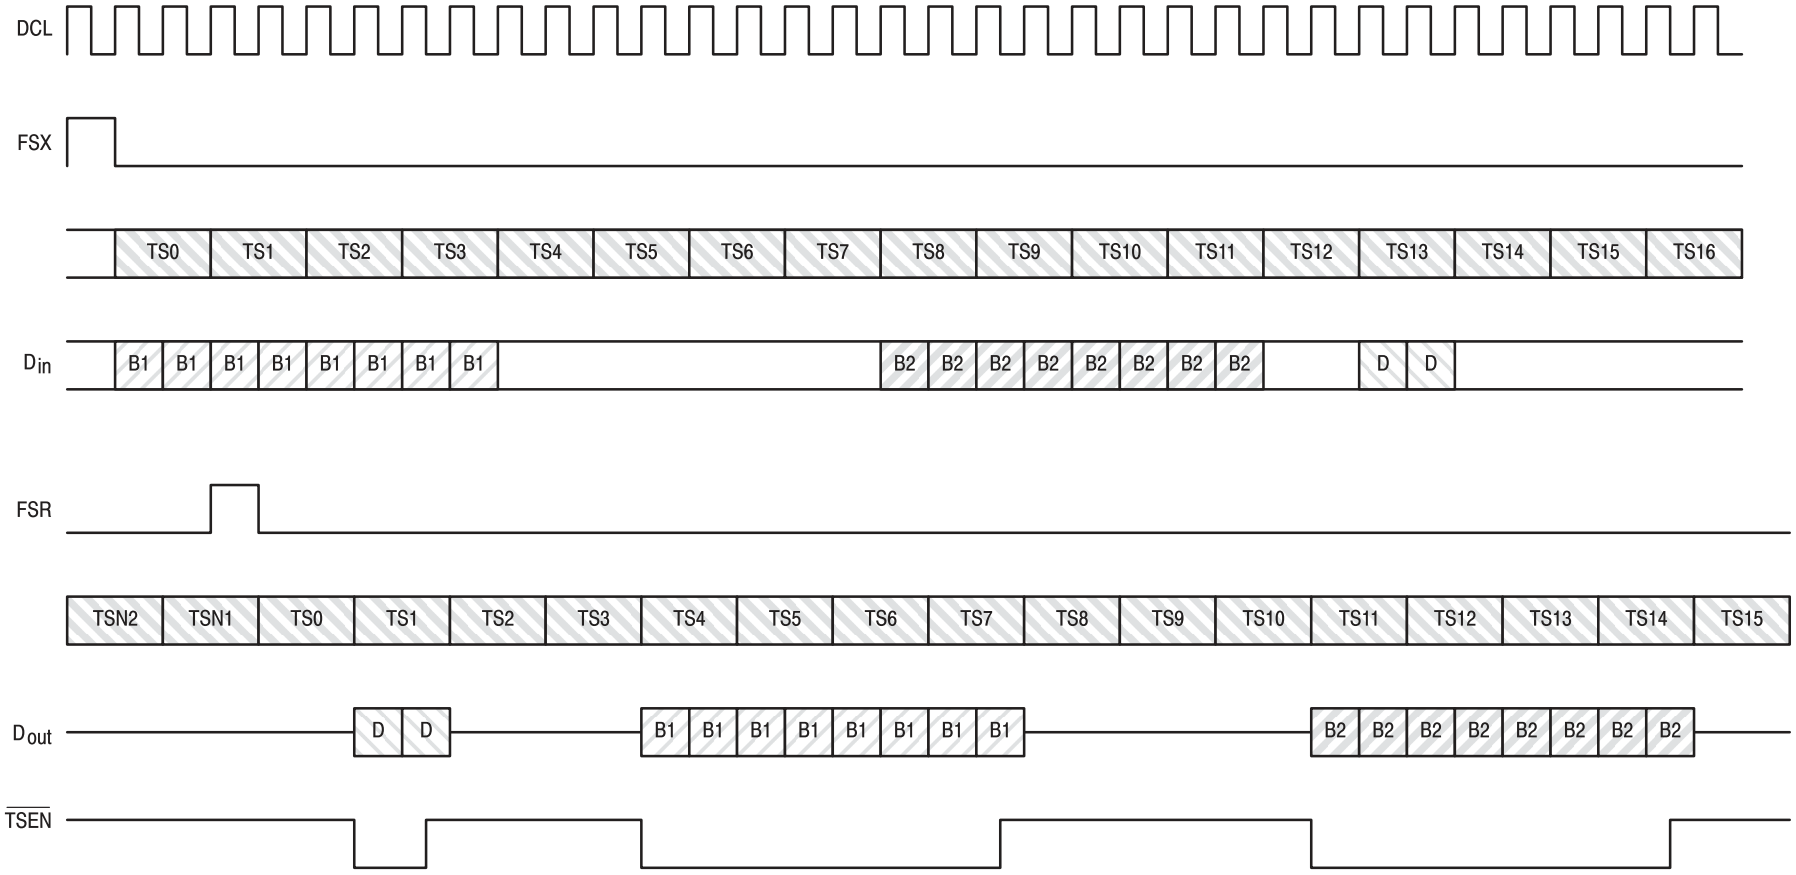 DCL
FSX
TS0 TS1 TS2 TS3 TS4 TS5 TS6 TS7 TS8 TS9 TS10 TS11 TS12 TS13 TS14 TS15 TS16
Din B1 B1 B1 B1 B1 B1 B1 B1 B2 B2 B2 B2 B2 B2 B2 B2 D D
FSR
TSN2 TSN1 TS0 TS1 TS2 TS3 TS4 TS5 TS6 TS7 TS8 TS9 TS10 TS11 TS12 TS13 TS14 TS15
Dout D D B1 B1 B1 B1 B1 B1 B1 B1 B2 B2 B2 B2 B2 B2 B2 B2
TSEN